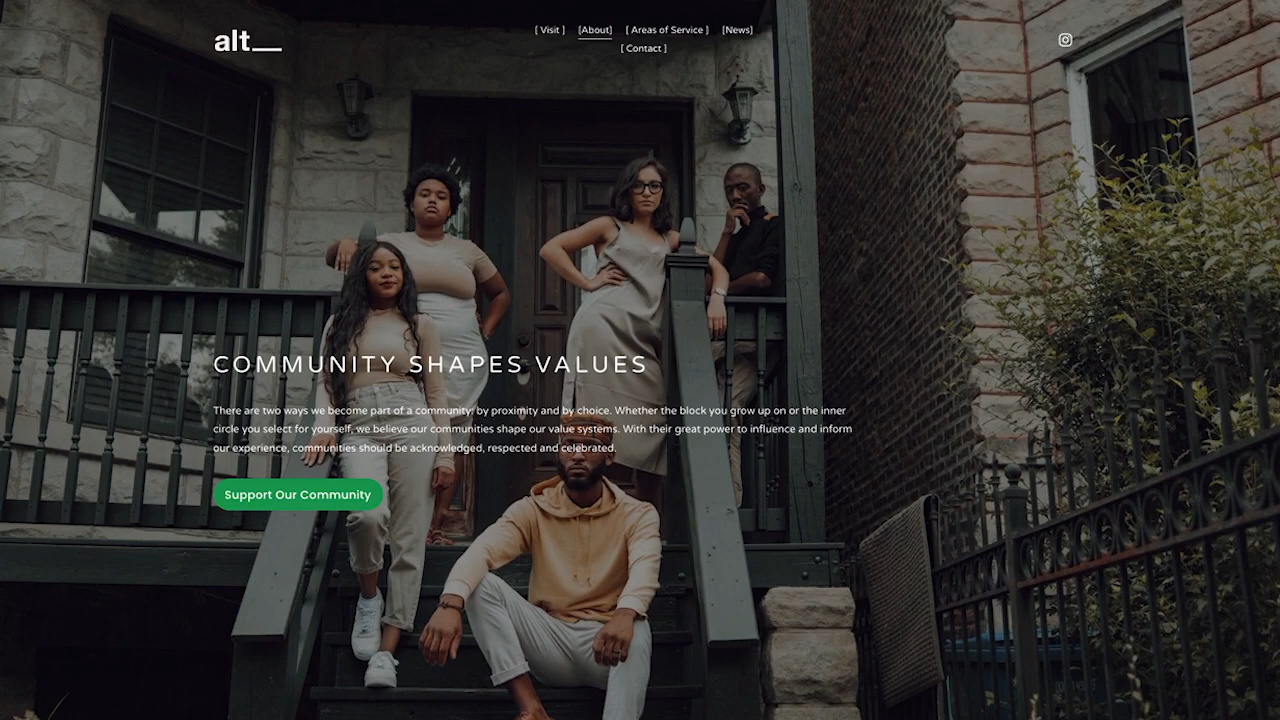 alt__
[ Visit ] [About] [ Areas of Service ] [News]
[ Contact ]
COMMUNITY SHAPES VALUES
There are two ways we become part of a community: by proximity and by choice. Whether the block you grow up on or the inner
circle you select for yourself, we believe our communities shape our value systems. With their great power to influence and inform
our experience, communities should be acknowledged, respected and celebrated.
Support Our Community